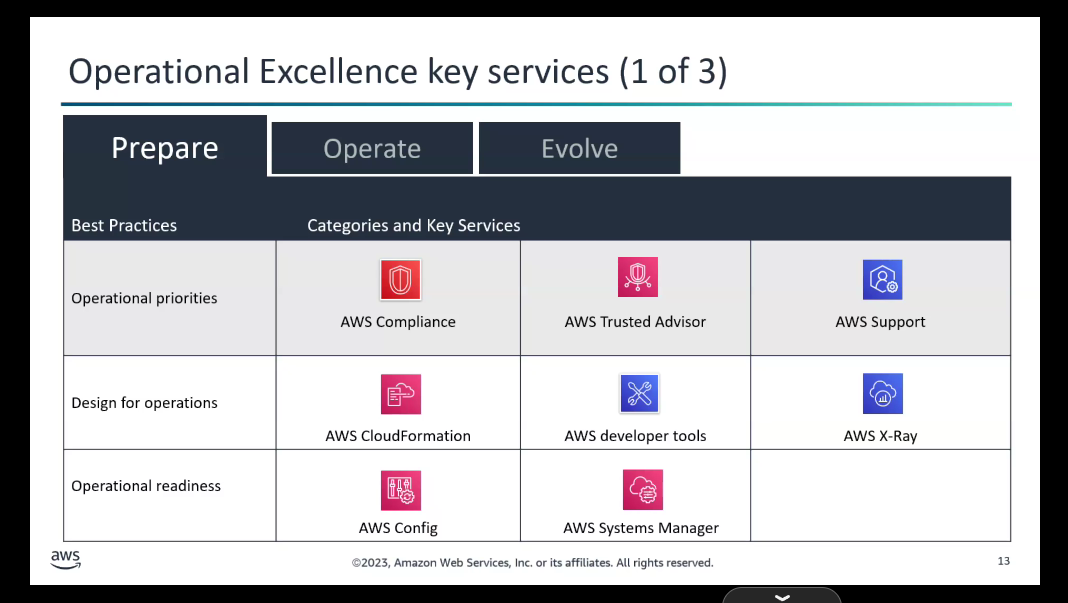 Operational Excellence key services (1 of 3)
Prepare
Operate
Evolve
Best Practices
Categories and Key Services
Operational priorities
AWS Compliance
AWS Trusted Advisor
AWS Support
Design for operations
AWS CloudFormation
AWS developer tools
AWS X-Ray
Operational readiness
AWS Config
AWS Systems Manager
aws
©2023, Amazon Web Services, Inc. or its affiliates. All rights reserved.
13